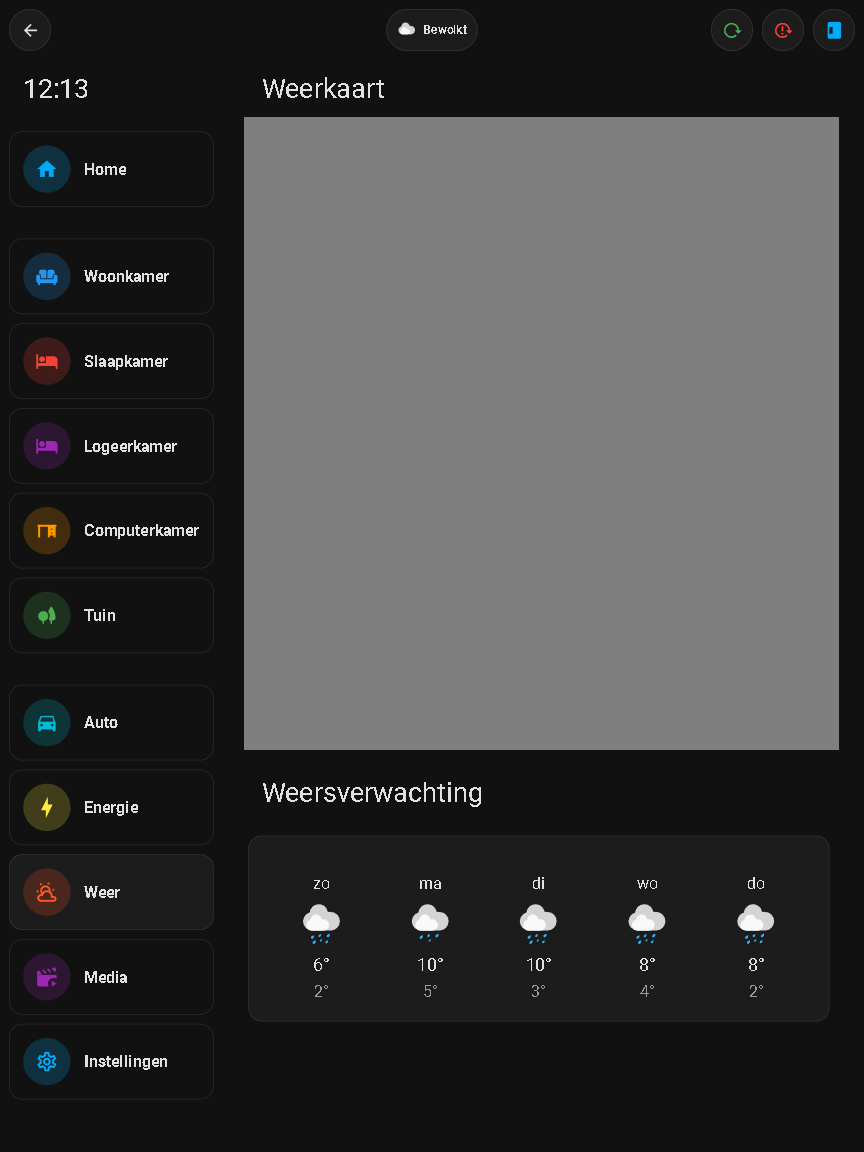 Bewolkt
12:13
Weerkaart
Home
Woonkamer
Slaapkamer
Logeerkamer
Computerkamer
Tuin
Auto
Energie
Weer
Media
Instellingen
Weersverwachting
zo ma di wo do
6° 10° 10° 8° 8°
2° 5° 3° 4° 2°